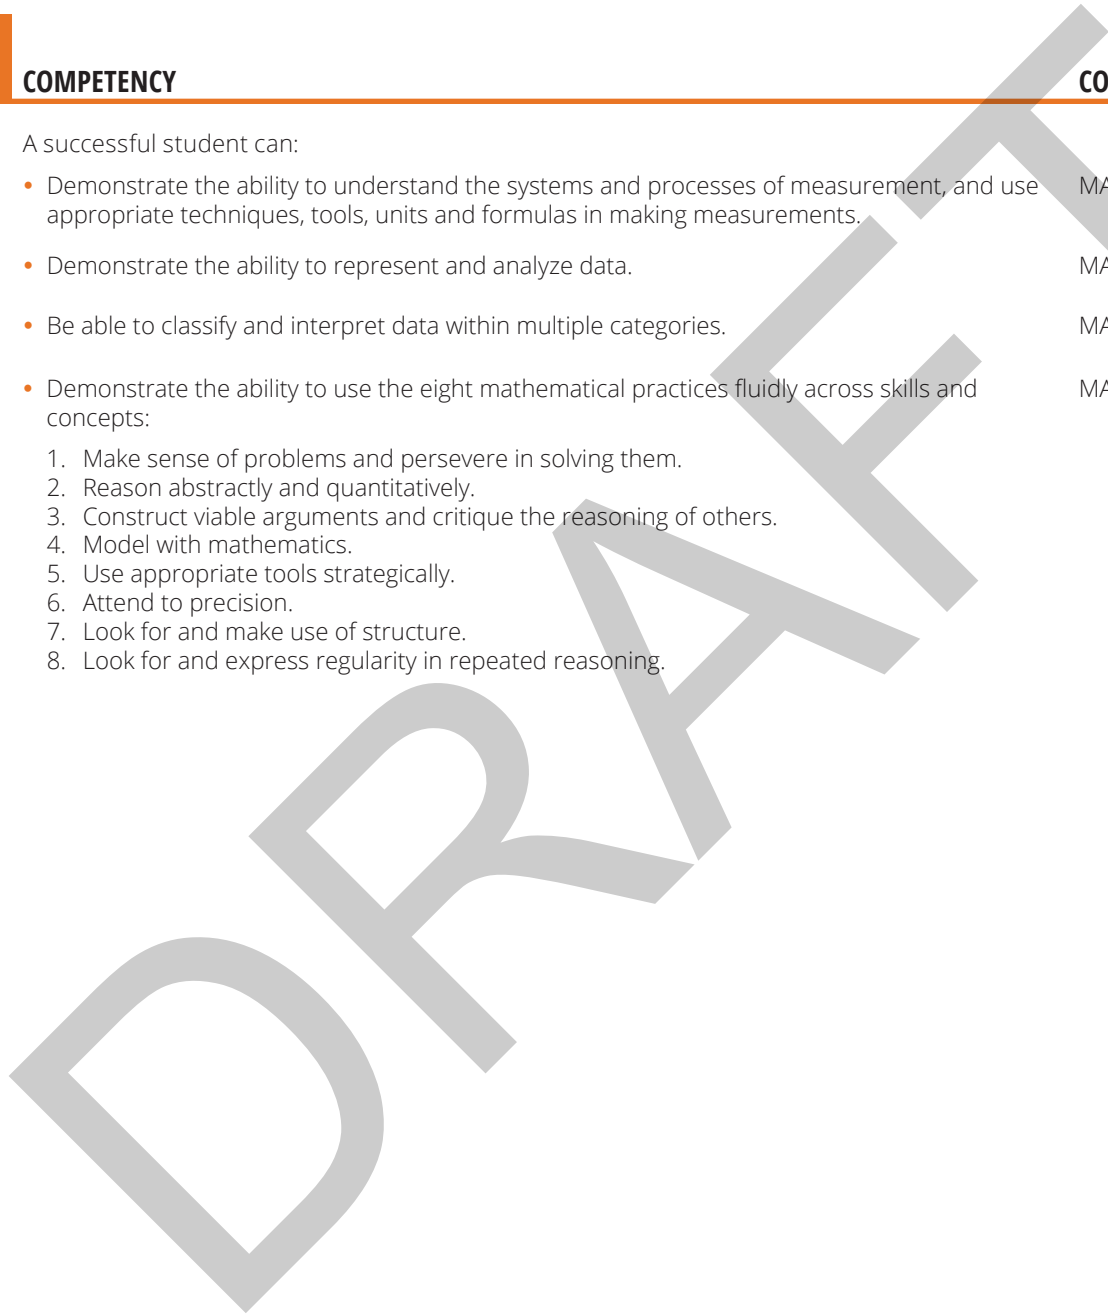 COMPETENCY
CO
A successful student can:
• Demonstrate the ability to understand the systems and processes of measurement, and use
appropriate techniques, tools, units and formulas in making measurements.
MA
• Demonstrate the ability to represent and analyze data.
MA
• Be able to classify and interpret data within multiple categories.
MA
• Demonstrate the ability to use the eight mathematical practices fluidly across skills and
concepts:
MA
1. Make sense of problems and persevere in solving them.
2. Reason abstractly and quantitatively.
3. Construct viable arguments and critique the reasoning of others.
4. Model with mathematics.
5. Use appropriate tools strategically.
6. Attend to precision.
7. Look for and make use of structure.
8. Look for and express regularity in repeated reasoning.
DRAFT